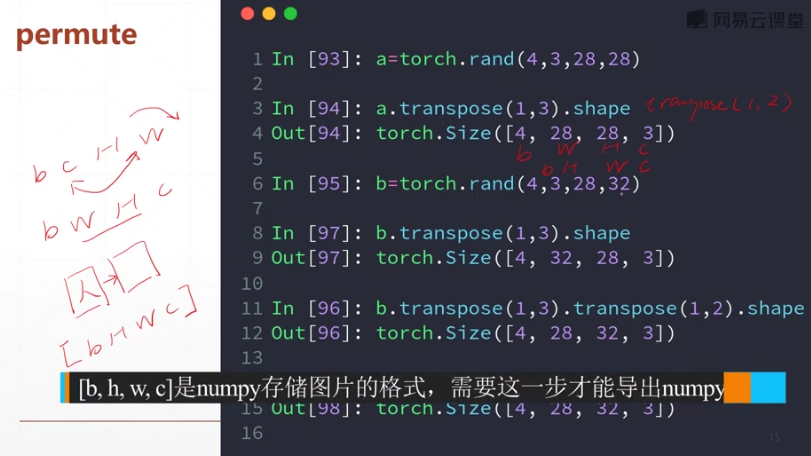 permute
网易云课堂
1 In [93]: a=torch.rand(4,3,28,28)
2
3 In [94]: a.transpose(1,3).shape transpose(1,2)
4 Out[94]: torch.Size([4, 28, 28, 3])
b W H C
5
b H W C
6 In [95]: b=torch.rand(4,3,28,32)
7
8 In [97]: b.transpose(1,3).shape
9 Out[97]: torch.Size([4, 32, 28, 3])
10
11 In [96]: b.transpose(1,3).transpose(1,2).shape
12 Out[96]: torch.Size([4, 28, 32, 3])
13
[b, h, w, c]是numpy存储图片的格式，需要这一步才能导出numpy
15 Out[98]: torch.Size([4, 28, 32, 3])
16
b c H W
b W H C
人
[b H W C]
15